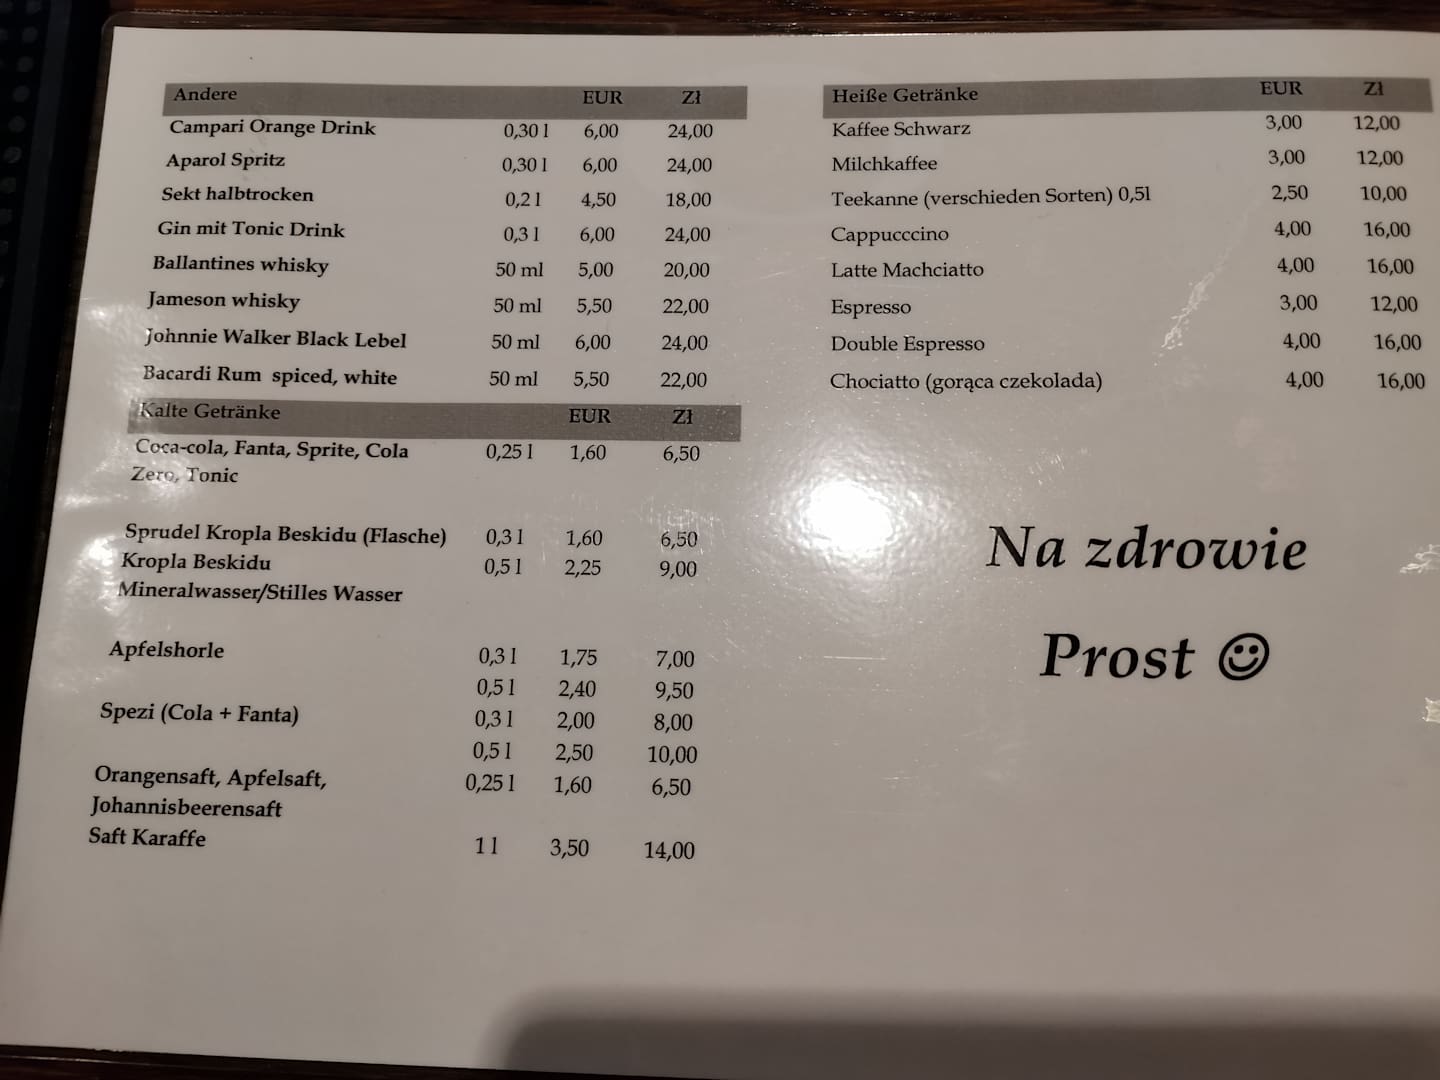 Andere EUR Zł
Campari Orange Drink 0,30 l 6,00 24,00
Aparol Spritz 0,30 l 6,00 24,00
Sekt halbtrocken 0,2 l 4,50 18,00
Gin mit Tonic Drink 0,3 l 6,00 24,00
Ballantines whisky 50 ml 5,00 20,00
Jameson whisky 50 ml 5,50 22,00
Johnnie Walker Black Lebel 50 ml 6,00 24,00
Bacardi Rum spiced, white 50 ml 5,50 22,00
Kalte Getränke EUR Zł
Coca-cola, Fanta, Sprite, Cola 0,25 l 1,60 6,50
Zero, Tonic
Sprudel Kropla Beskidu (Flasche) 0,3 l 1,60 6,50
Kropla Beskidu 0,5 l 2,25 9,00
Mineralwasser/Stilles Wasser
Apfelshorle 0,3 l 1,75 7,00
0,5 l 2,40 9,50
Spezi (Cola + Fanta) 0,3 l 2,00 8,00
0,5 l 2,50 10,00
Orangensaft, Apfelsaft, 0,25 l 1,60 6,50
Johannisbeerensaft
Saft Karaffe 1 l 3,50 14,00
Heiße Getränke EUR Zł
Kaffee Schwarz 3,00 12,00
Milchkaffee 3,00 12,00
Teekanne (verschieden Sorten) 0,5l 2,50 10,00
Cappucccino 4,00 16,00
Latte Machciatto 4,00 16,00
Espresso 3,00 12,00
Double Espresso 4,00 16,00
Chociatto (gorąca czekolada) 4,00 16,00
Na zdrowie
Prost ☺